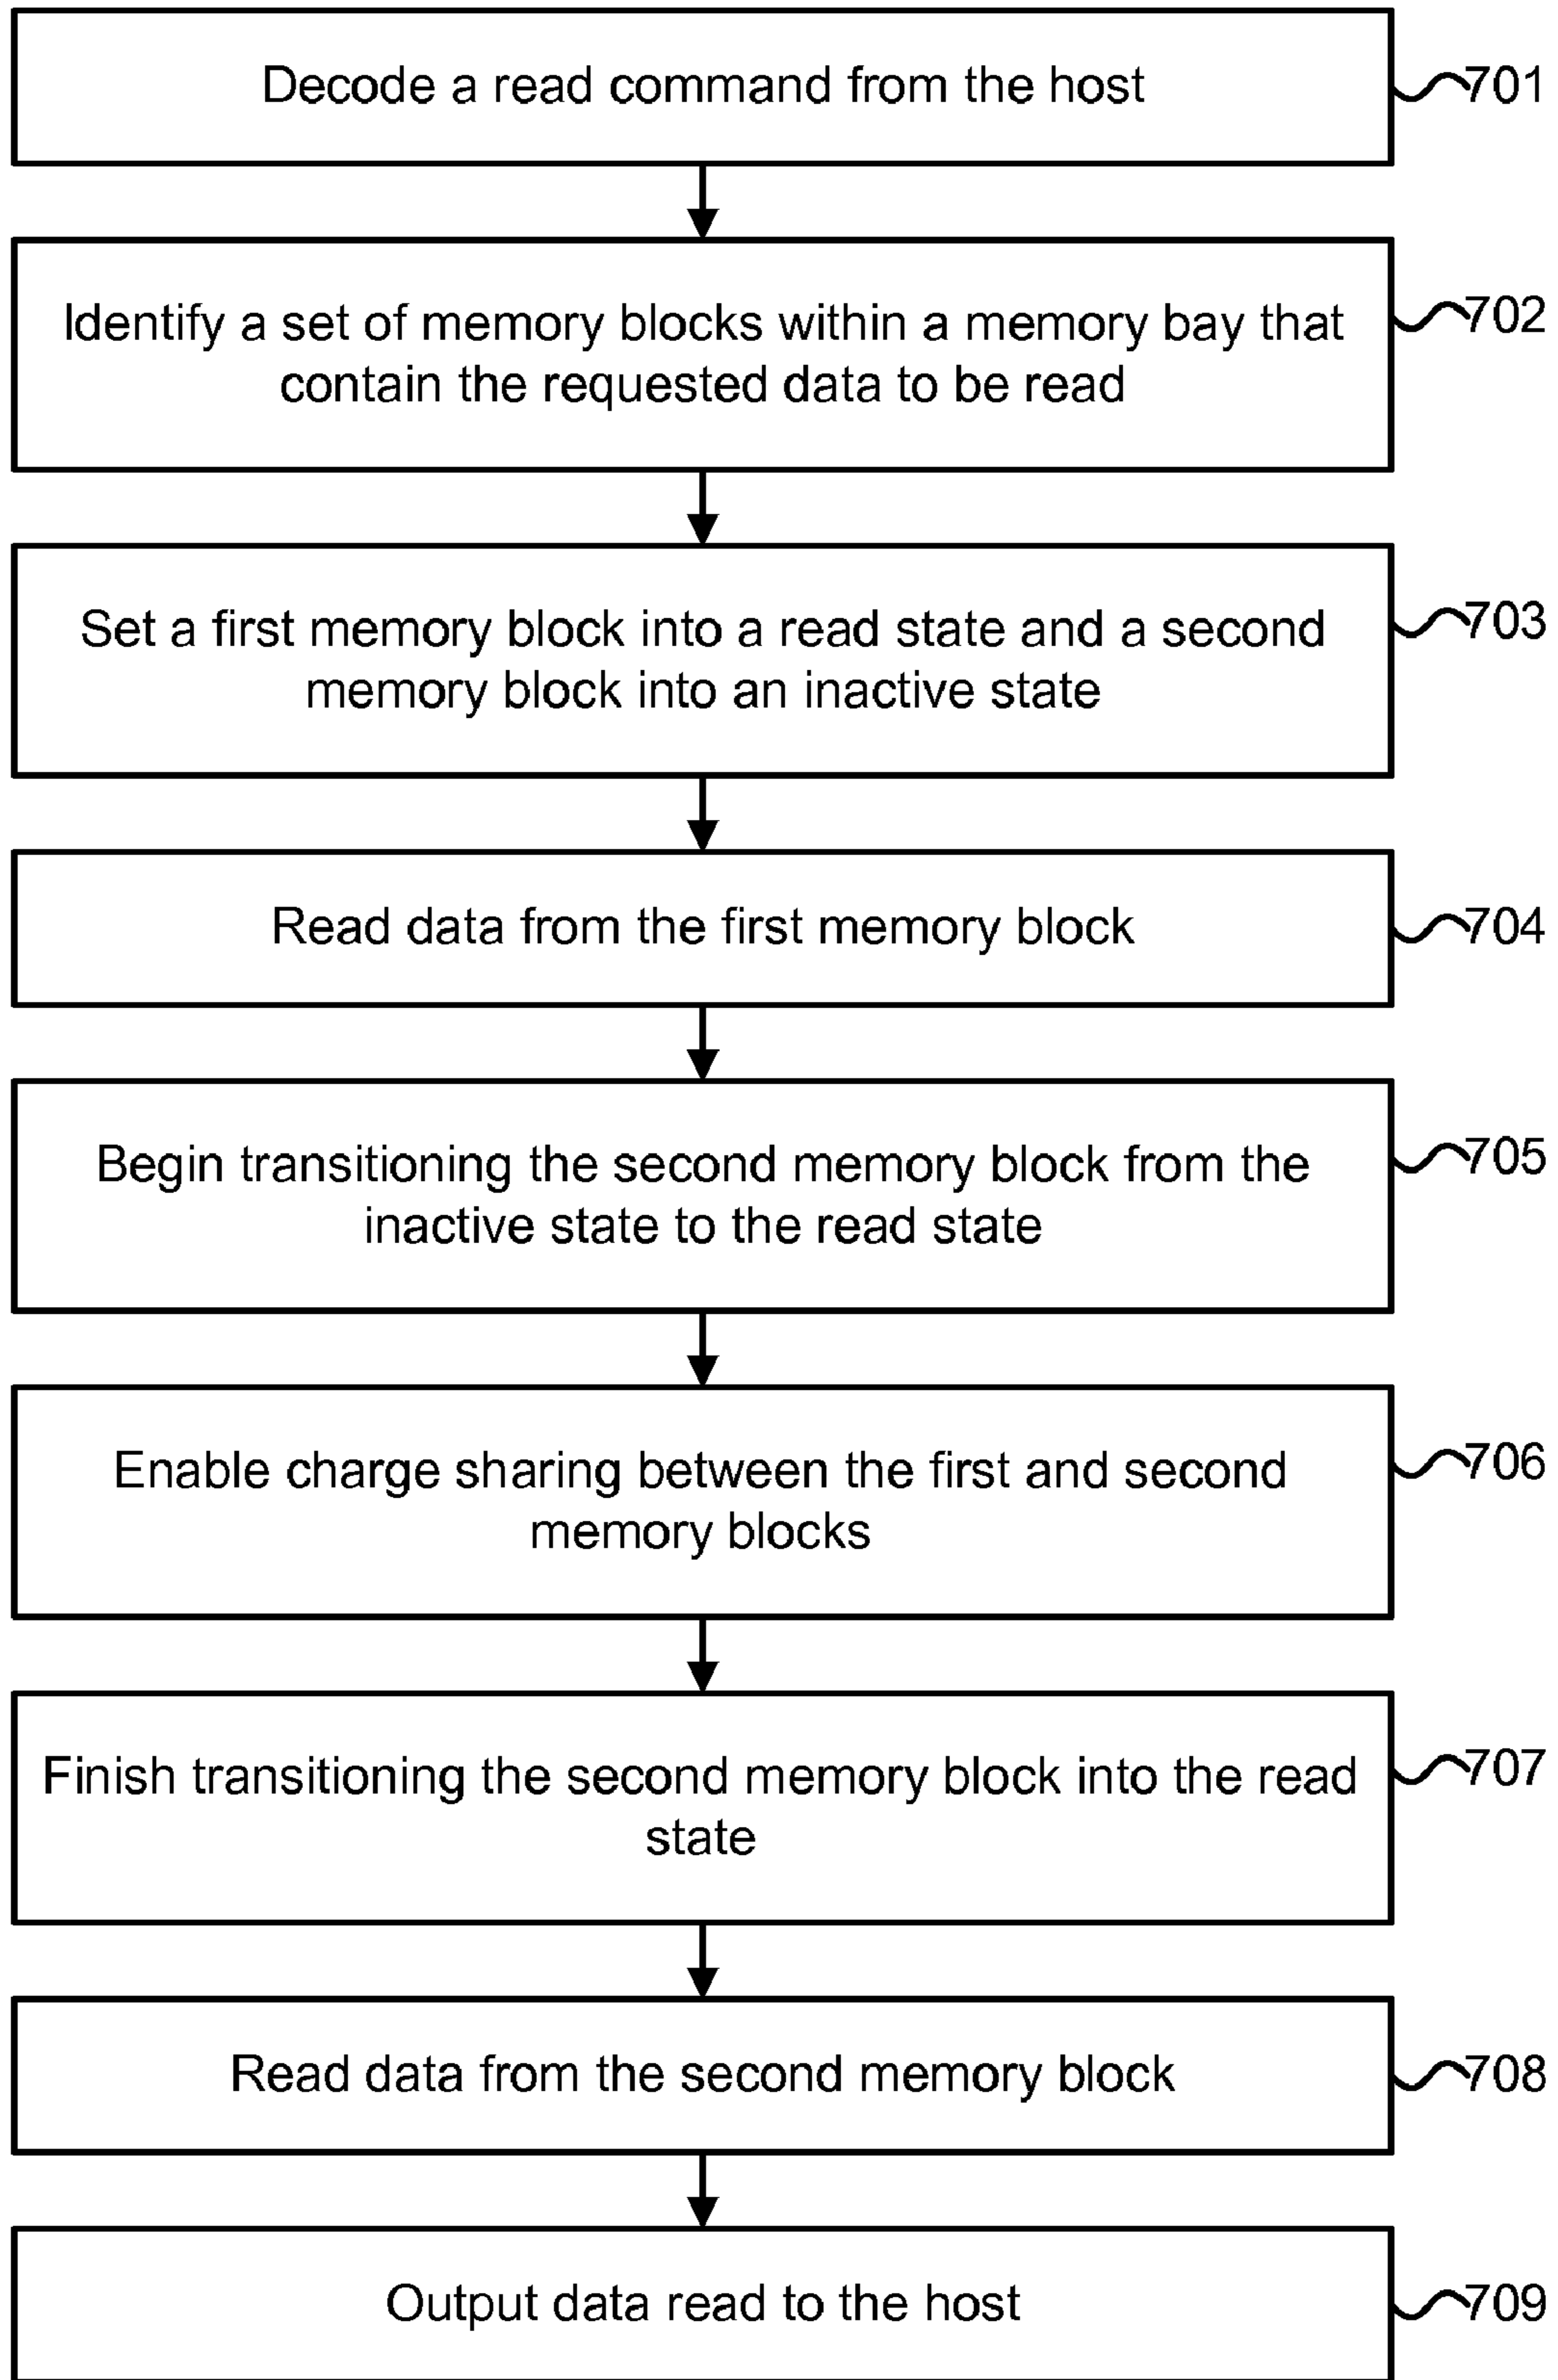 Decode a read command from the host
701
Identify a set of memory blocks within a memory bay that
contain the requested data to be read
702
Set a first memory block into a read state and a second
memory block into an inactive state
703
Read data from the first memory block
704
Begin transitioning the second memory block from the
inactive state to the read state
705
Enable charge sharing between the first and second
memory blocks
706
Finish transitioning the second memory block into the read
state
707
Read data from the second memory block
708
Output data read to the host
709